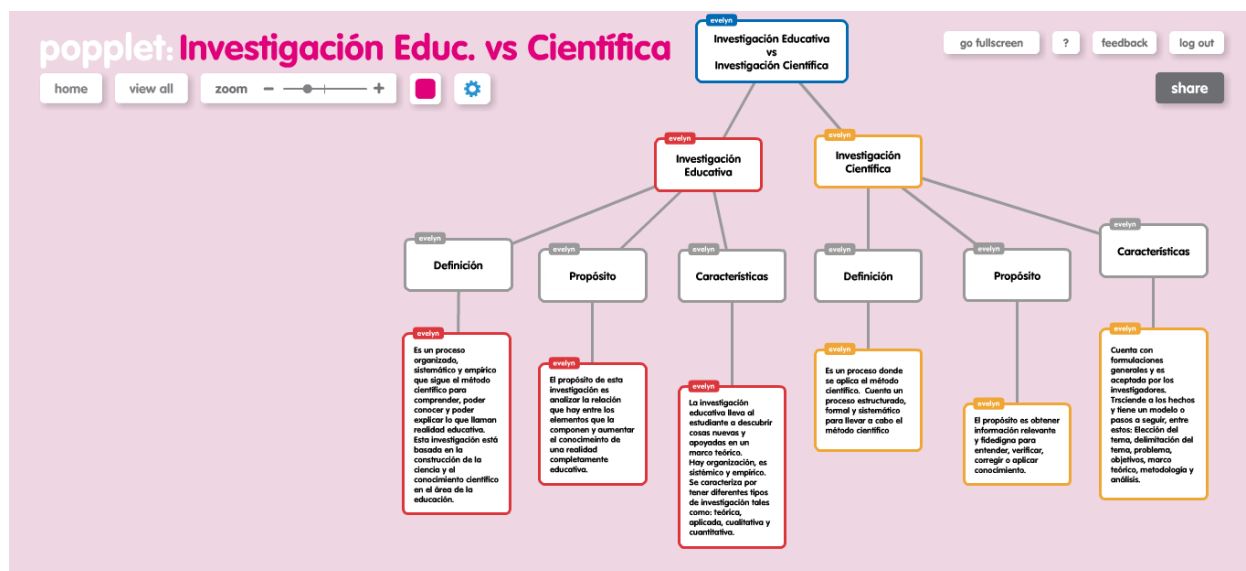 popplet: Investigación Educ. vs Científica
home
view all
zoom
go fullscreen
?
feedback
log out
share
evelyn
Investigación Educativa
vs
Investigación Científica
evelyn
Investigación
Educativa
evelyn
Investigación
Científica
evelyn
Definición
evelyn
Propósito
evelyn
Características
evelyn
Definición
evelyn
Propósito
evelyn
Características
evelyn
Es un proceso
organizado,
sistemático y empírico
que sigue el método
científico para
comprender, poder
conocer y poder
explicar lo que llaman
realidad educativa.
Esta investigación está
basada en la
construcción de la
ciencia y el
conocimiento científico
en el área de la
educación.
evelyn
El propósito de esta
investigación es
analizar la relación
que hay entre los
elementos que la
componen y aumentar
el conocimeinto de
una realidad
completamente
educativa.
evelyn
La investigación
educativa lleva al
estudiante a descubrir
cosas nuevas y
apoyadas en un
marco teórico.
Hay organización, es
sistémico y empírico.
Se caracteriza por
tener diferentes tipos
de investigación tales
como: teórica,
aplicada, cualitativa y
cuantitativa.
evelyn
Es un proceso donde
se aplica el método
científico. Cuenta un
proceso estructurado,
formal y sistemático
para llevar a cabo el
método científico
evelyn
El propósito es obtener
información relevante
y fidedigna para
entender, verificar,
corregir o aplicar
conocimiento.
evelyn
Cuenta con
formulaciones
generales y es
aceptada por los
investigadores.
Trsciende a los hechos
y tiene un modelo o
pasos a seguir, entre
estos: Elección del
tema, delimitación del
tema, problema,
objetivos, marco
teórico, metodología y
análisis.